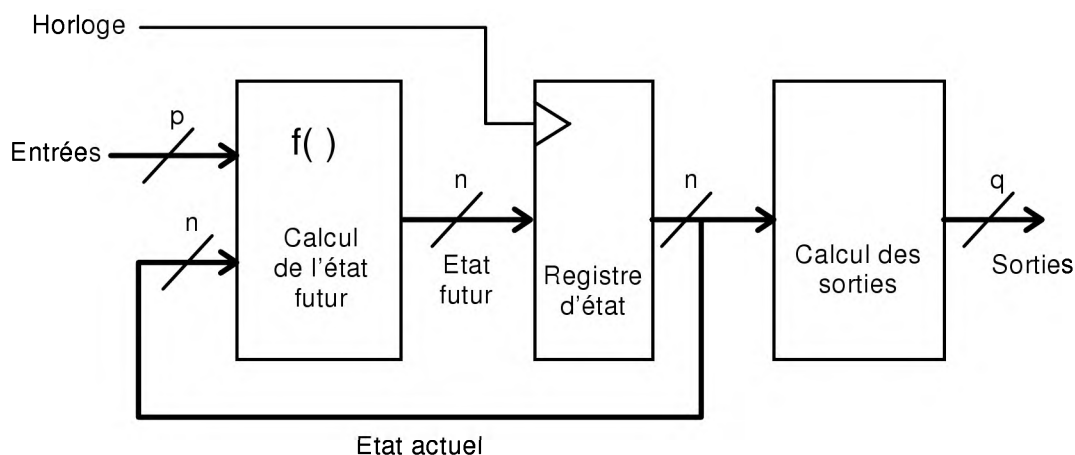 Horloge
p
Entrées
f( )
n
Calcul
de l'état
futur
n
Etat
futur
Registre
d'état
n
Calcul des
sorties
q
Sorties
Etat actuel